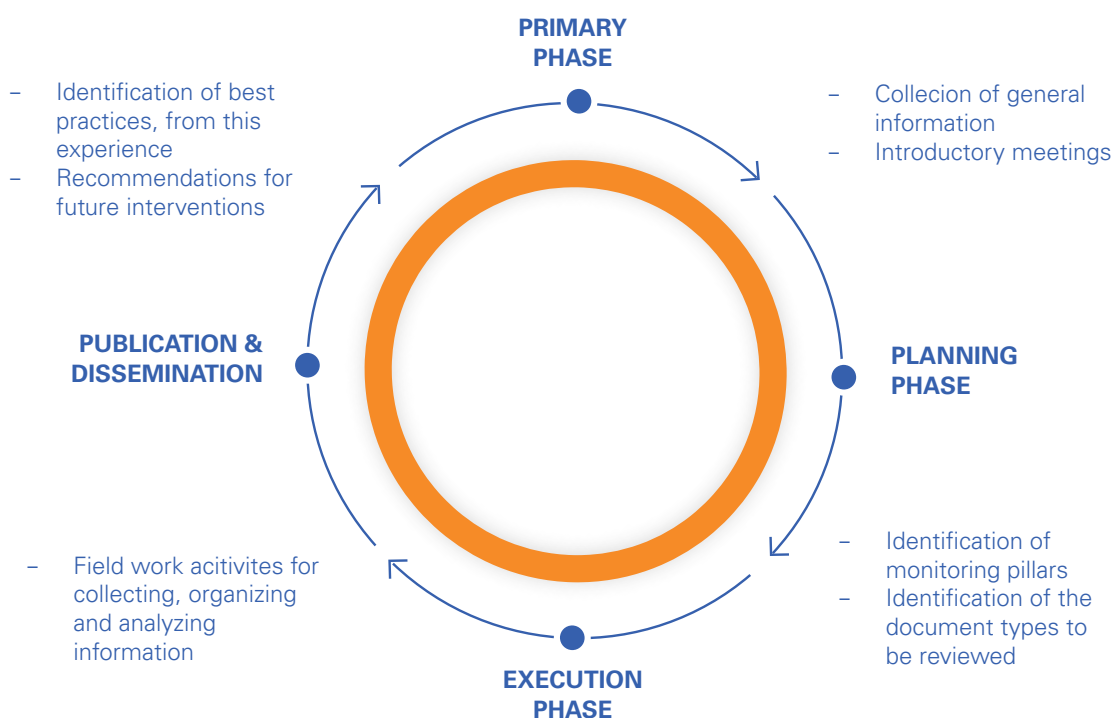 PRIMARY
PHASE
– Identification of best
practices, from this
experience
– Recommendations for
future interventions
– Collecion of general
information
– Introductory meetings
PUBLICATION &
DISSEMINATION
PLANNING
PHASE
– Field work acitivites for
collecting, organizing
and analyzing
information
– Identification of
monitoring pillars
– Identification of the
document types to
be reviewed
EXECUTION
PHASE